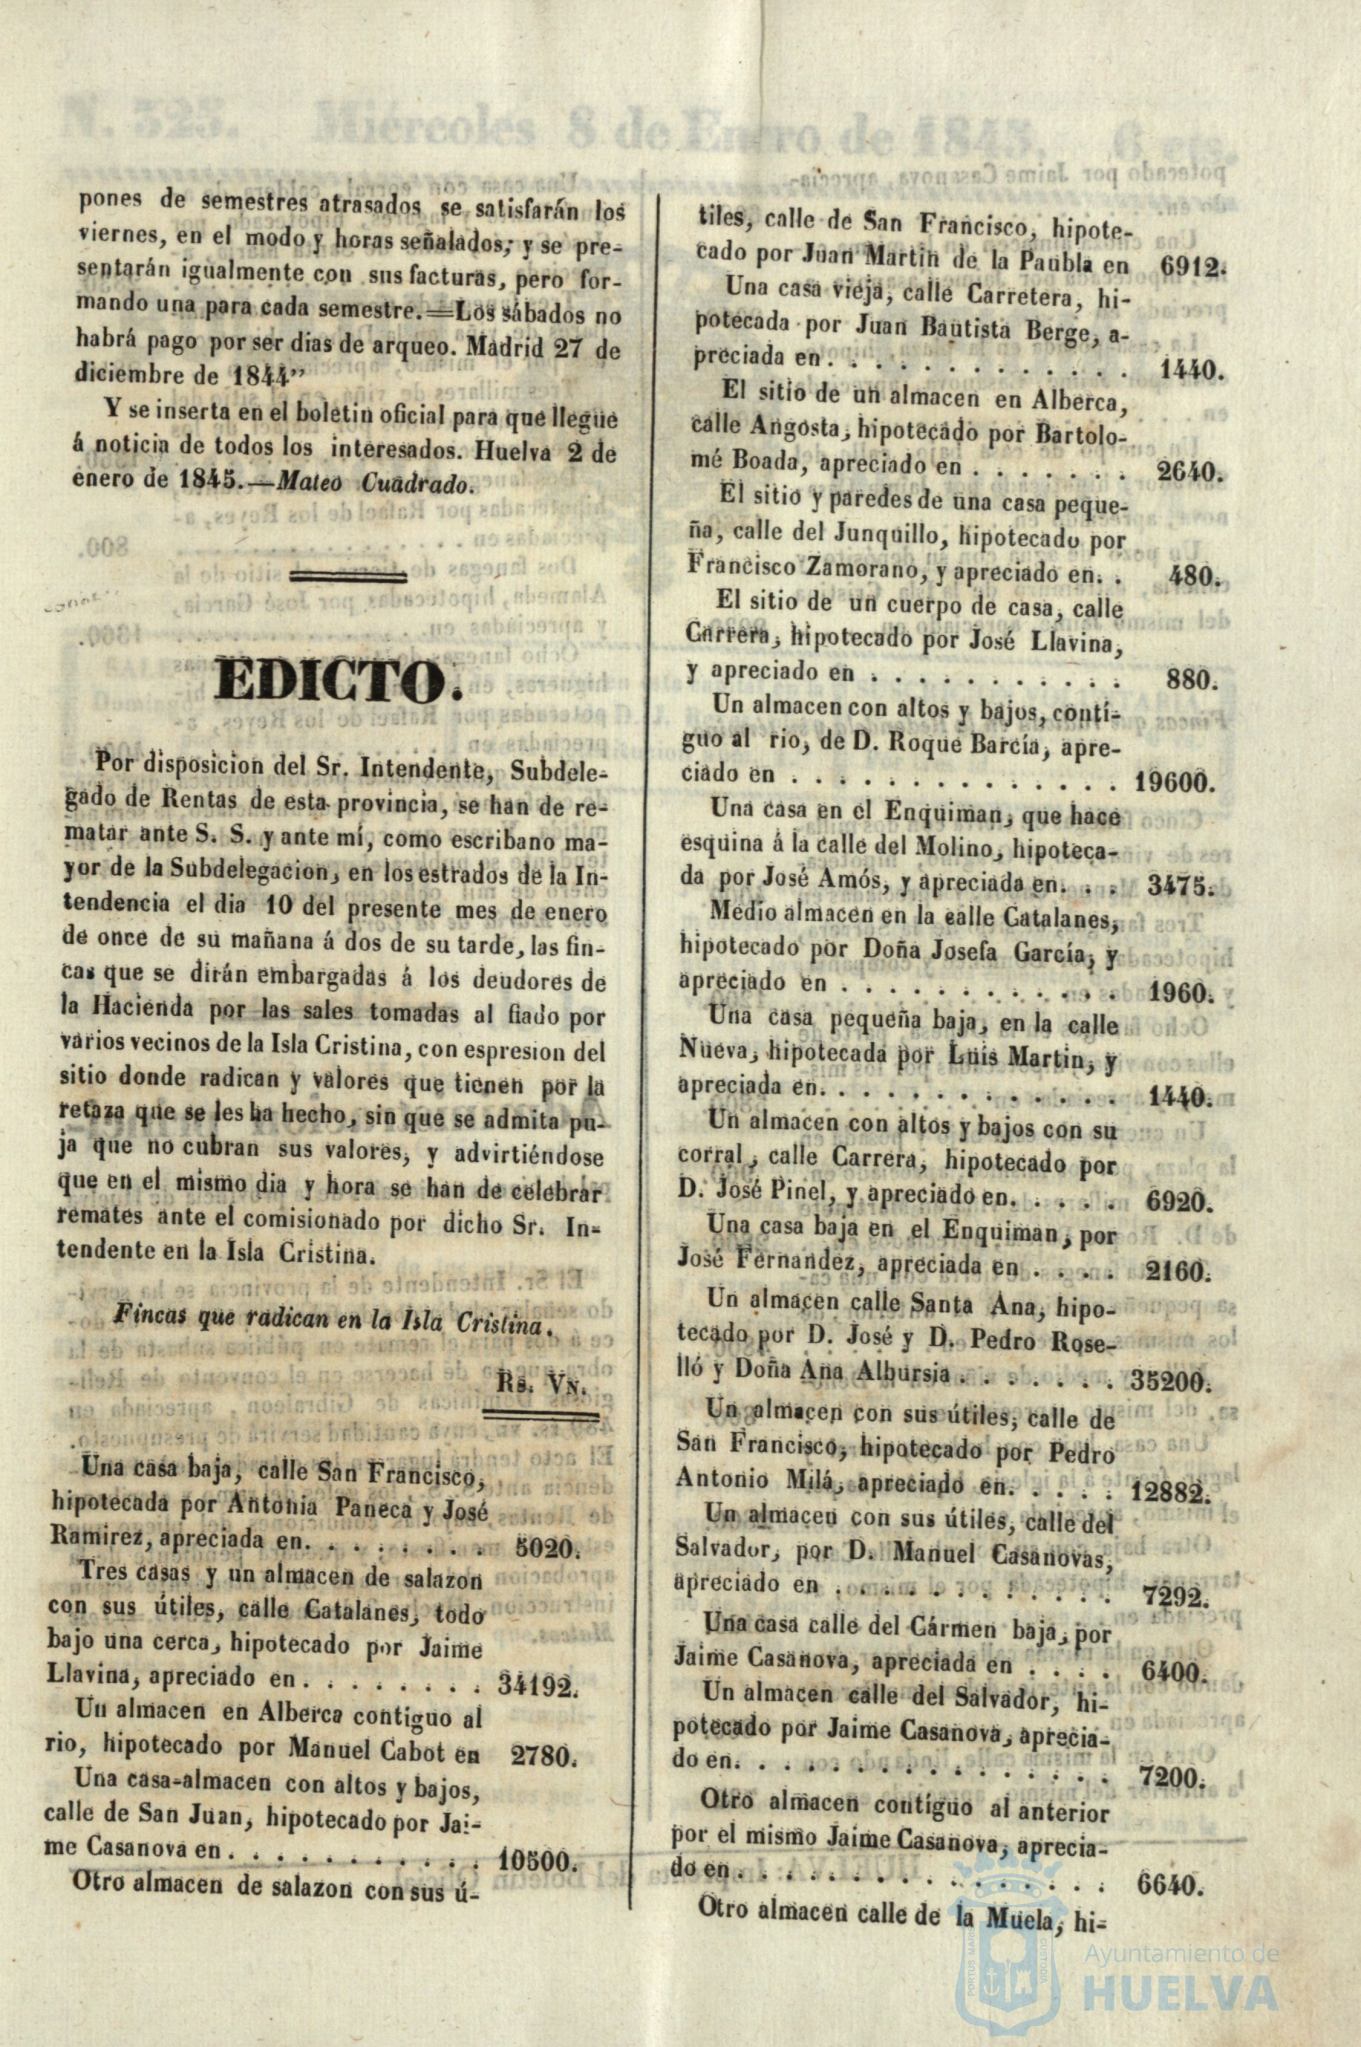 pones de semestres atrasados se satisfarán los
viernes, en el modo y horas señalados; y se pre-
sentarán igualmente con sus facturas, pero for-
mando una para cada semestre.=Los sábados no
habrá pago por ser dias de arqueo. Madrid 27 de
diciembre de 1844”
Y se inserta en el boletin oficial para que llegue
á noticia de todos los interesados. Huelva 2 de
enero de 1845.—Mateo Cuadrado.
EDICTO.
Por disposicion del Sr. Intendente, Subdele-
gado de Rentas de esta provincia, se han de re-
matar ante S. S. y ante mí, como escribano ma-
yor de la Subdelegacion, en los estrados de la In-
tendencia el dia 10 del presente mes de enero
de once de su mañana á dos de su tarde, las fin-
cas que se dirán embargadas á los deudores de
la Hacienda por las sales tomadas al fiado por
varios vecinos de la Isla Cristina, con espresion del
sitio donde radican y valores que tienen por la
retaza que se les ha hecho, sin que se admita pu-
ja que no cubran sus valores, y advirtiéndose
que en el mismo dia y hora se han de celebrar
remates ante el comisionado por dicho Sr. In-
tendente en la Isla Cristina.
Fincas que radican en la Isla Cristina.
Rs. Vn.
Una casa baja, calle San Francisco,
hipotecada por Antonia Paneca y José
Ramirez, apreciada en. . . . . . . . 5020.
Tres casas y un almacen de salazon
con sus útiles, calle Catalanes, todo
bajo una cerca, hipotecado por Jaime
Llavina, apreciado en . . . . . . . . 34192.
Un almacen en Alberca contiguo al
rio, hipotecado por Manuel Cabot en 2780.
Una casa-almacen con altos y bajos,
calle de San Juan, hipotecado por Jai-
me Casanova en . . . . . . . . . . . 10500.
Otro almacen de salazon con sus ú-
tiles, calle de San Francisco, hipote-
cado por Juan Martin de la Paubla en 6912.
Una casa vieja, calle Carretera, hi-
potecada por Juan Bautista Berge, a-
preciada en. . . . . . . . . . . . . 1440.
El sitio de un almacen en Alberca,
calle Angosta, hipotecado por Bartolo-
mé Boada, apreciado en . . . . . . . 2640.
El sitio y paredes de una casa peque-
ña, calle del Junquillo, hipotecado por
Francisco Zamorano, y apreciado en. . 480.
El sitio de un cuerpo de casa, calle
Carrera, hipotecado por José Llavina,
y apreciado en . . . . . . . . . . . 880.
Un almacen con altos y bajos, conti-
guo al rio, de D. Roque Barcía, apre-
ciado en . . . . . . . . . . . . . . 19600.
Una casa en el Enquiman, que hace
esquina á la calle del Molino, hipoteca-
da por José Amós, y apreciada en. . . 3475.
Medio almacen en la calle Catalanes,
hipotecado por Doña Josefa García, y
apreciado en . . . . . . . . . . . . 1960.
Una casa pequeña baja, en la calle
Nueva, hipotecada por Luis Martin, y
apreciada en. . . . . . . . . . . . . 1440.
Un almacen con altos y bajos con su
corral, calle Carrera, hipotecado por
D. José Pinel, y apreciado en. . . . . 6920.
Una casa baja en el Enquiman, por
José Fernandez, apreciada en . . . . 2160.
Un almacen calle Santa Ana, hipo-
tecado por D. José y D. Pedro Rose-
lló y Doña Ana Albursia . . . . . . . 35200.
Un almacen con sus útiles, calle de
San Francisco, hipotecado por Pedro
Antonio Milá, apreciado en. . . . . 12882.
Un almacen con sus útiles, calle del
Salvador, por D. Manuel Casanovas,
apreciado en . . . . . . . . . . . . 7292.
Una casa calle del Cármen baja, por
Jaime Casanova, apreciada en . . . . 6400.
Un almacen calle del Salvador, hi-
potecado por Jaime Casanova, aprecia-
do en. . . . . . . . . . . . . . . . 7200.
Otro almacen contíguo al anterior
por el mismo Jaime Casanova, aprecia-
do en . . . . . . . . . . . . . . . . 6640.
Otro almacen calle de la Muela, hi-
Ayuntamiento de
HUELVA